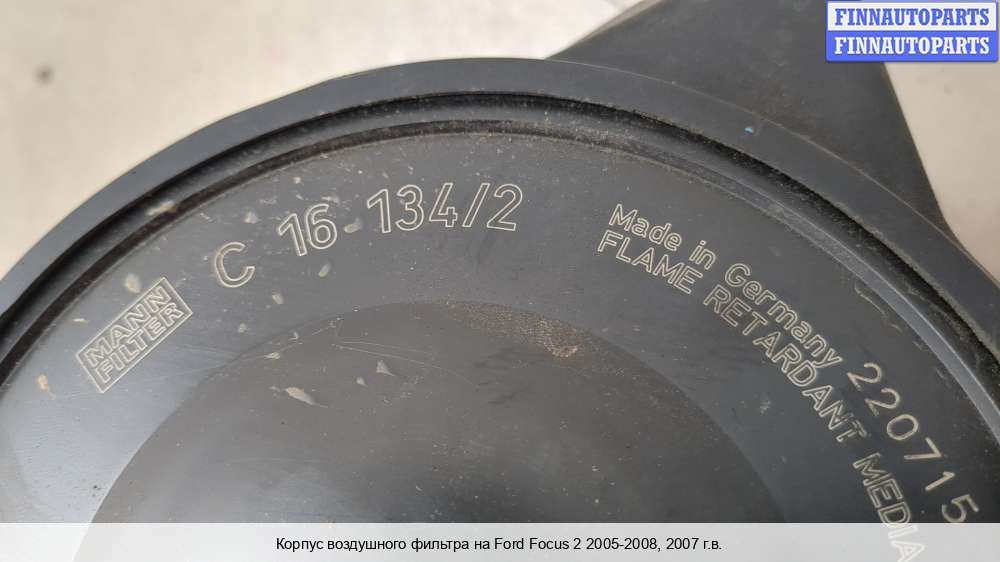 FINNAUTOPARTS
FINNAUTOPARTS
C 16 134/2
MANN
FILTER
Made in Germany 220715
FLAME RETARDANT MEDIA
Корпус воздушного фильтра на Ford Focus 2 2005-2008, 2007 г.в.